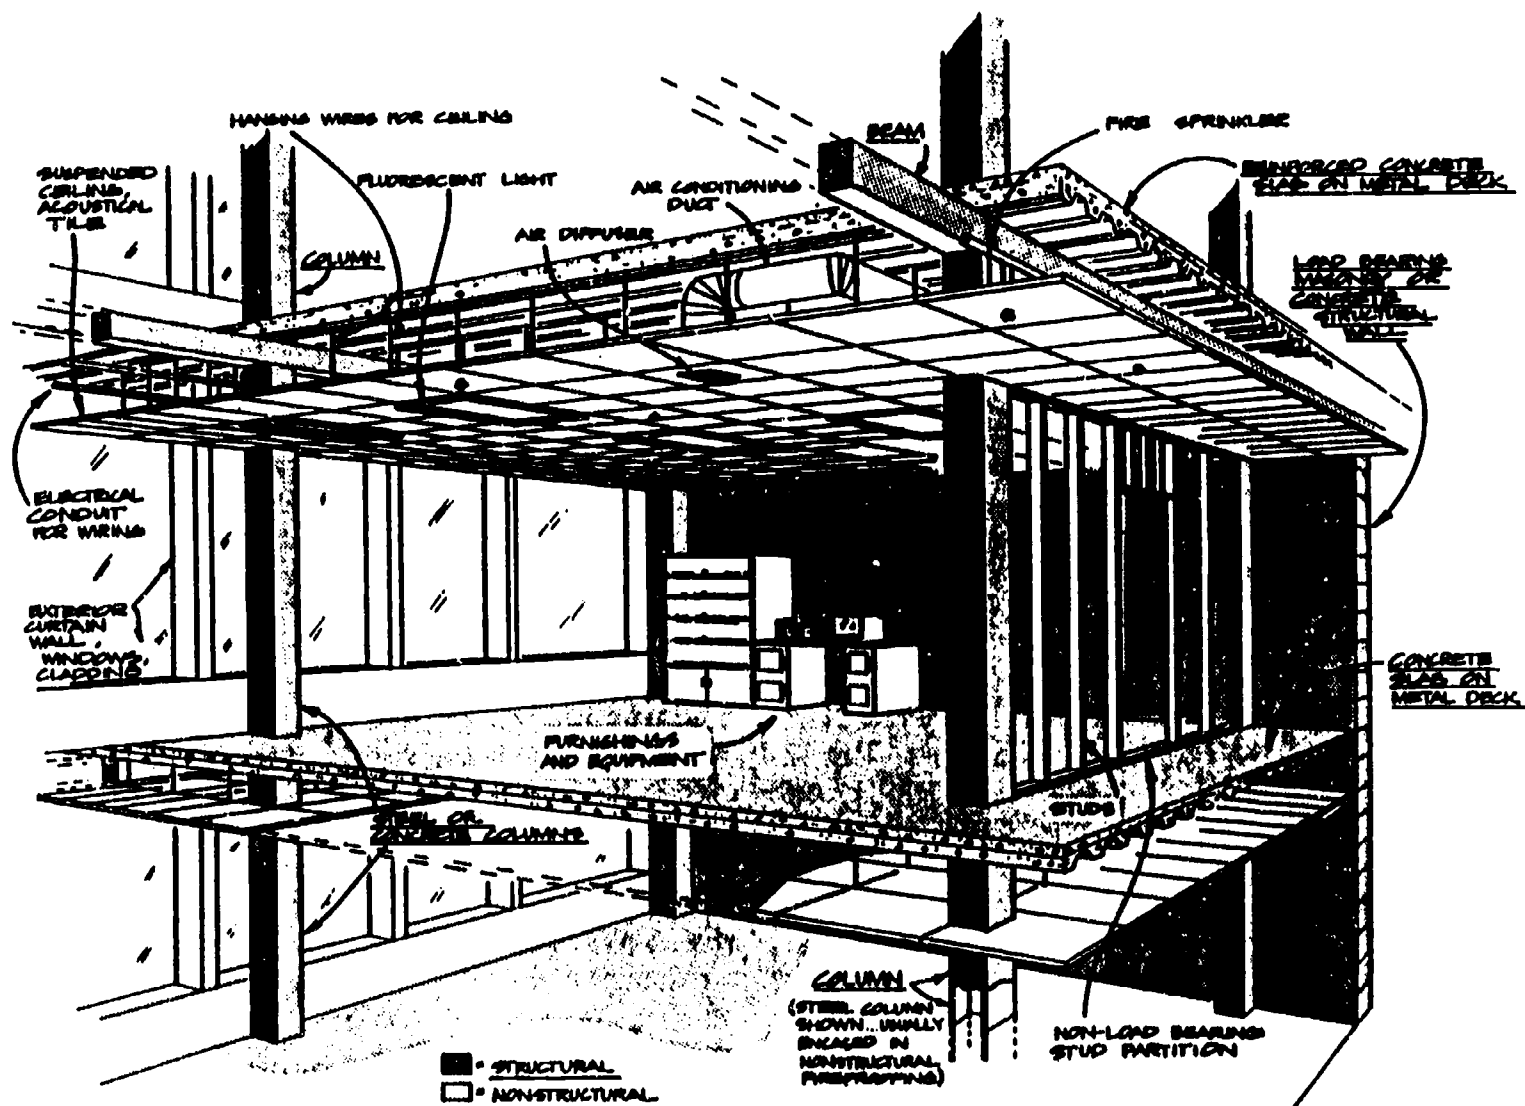 HANGING WIRES FOR CEILING
SUSPENDED
CEILING,
ACOUSTICAL
TILE
FLUORESCENT LIGHT
AIR CONDITIONING
DUCT
AIR DIFFUSER
COLUMN
BEAM
FIRE SPRINKLER
REINFORCED CONCRETE
SLAB ON METAL DECK
LOAD BEARING
MASONRY OR
CONCRETE
STRUCTURAL
WALL
ELECTRICAL
CONDUIT
FOR WIRING
EXTERIOR
CURTAIN
WALL,
WINDOWS,
CLADDING
CONCRETE
SLAB ON
METAL DECK
FURNISHINGS
AND EQUIPMENT
STUDS
STEEL OR
CONCRETE COLUMNS
COLUMN
(STEEL COLUMN
SHOWN...USUALLY
ENCASED IN
NONSTRUCTURAL
FIREPROOFING)
NON-LOAD BEARING
STUD PARTITION
= STRUCTURAL
= NONSTRUCTURAL